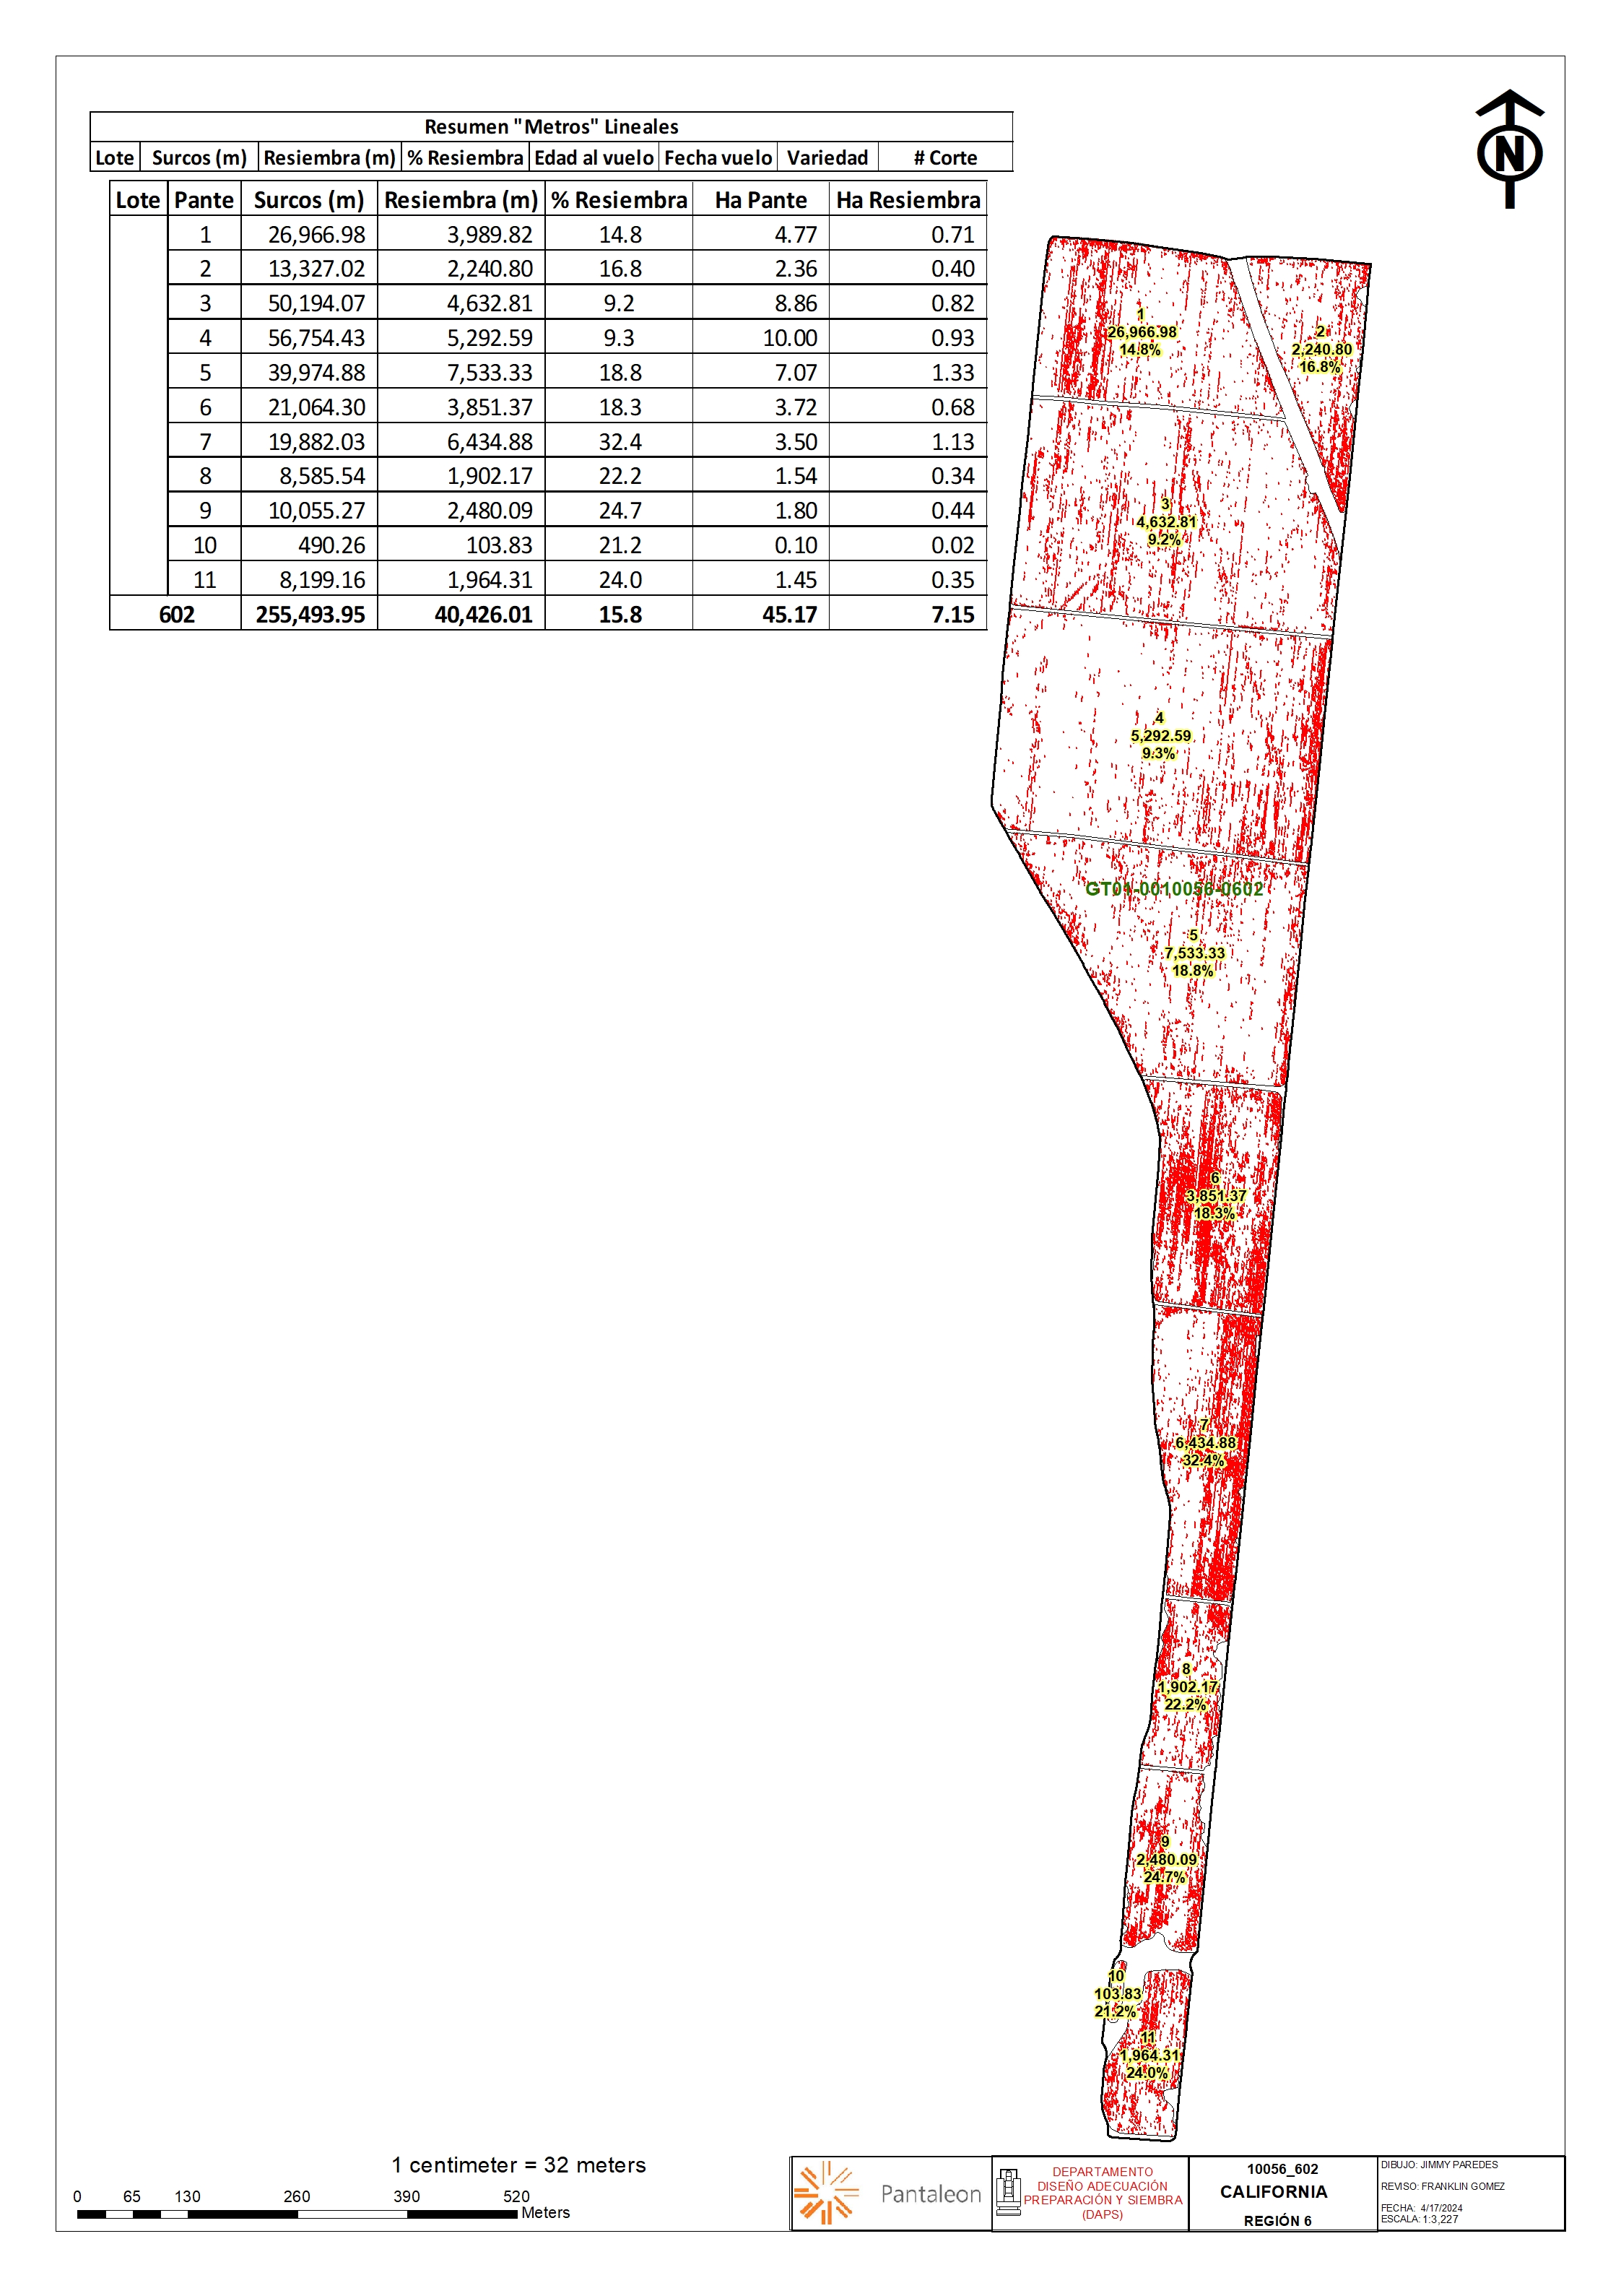 Resumen "Metros" Lineales
Lote Surcos (m) Resiembra (m) % Resiembra Edad al vuelo Fecha vuelo Variedad # Corte
Lote Pante Surcos (m) Resiembra (m) % Resiembra Ha Pante Ha Resiembra
1 26,966.98 3,989.82 14.8 4.77 0.71
2 13,327.02 2,240.80 16.8 2.36 0.40
3 50,194.07 4,632.81 9.2 8.86 0.82
4 56,754.43 5,292.59 9.3 10.00 0.93
5 39,974.88 7,533.33 18.8 7.07 1.33
6 21,064.30 3,851.37 18.3 3.72 0.68
7 19,882.03 6,434.88 32.4 3.50 1.13
8 8,585.54 1,902.17 22.2 1.54 0.34
9 10,055.27 2,480.09 24.7 1.80 0.44
10 490.26 103.83 21.2 0.10 0.02
11 8,199.16 1,964.31 24.0 1.45 0.35
602 255,493.95 40,426.01 15.8 45.17 7.15
N
1
26,966.98
14.8%
2
2,240.80
16.8%
3
4,632.81
9.2%
4
5,292.59
9.3%
GT01-0010056-0602
5
7,533.33
18.8%
6
3,851.37
18.3%
7
6,434.88
32.4%
8
1,902.17
22.2%
9
2,480.09
24.7%
10
103.83
21.2%
11
1,964.31
24.0%
1 centimeter = 32 meters
0 65 130 260 390 520
Meters
Pantaleon
DEPARTAMENTO
DISEÑO ADECUACIÓN
PREPARACIÓN Y SIEMBRA
(DAPS)
10056_602
CALIFORNIA
REGIÓN 6
DIBUJO: JIMMY PAREDES
REVISO: FRANKLIN GOMEZ
FECHA: 4/17/2024
ESCALA: 1:3,227